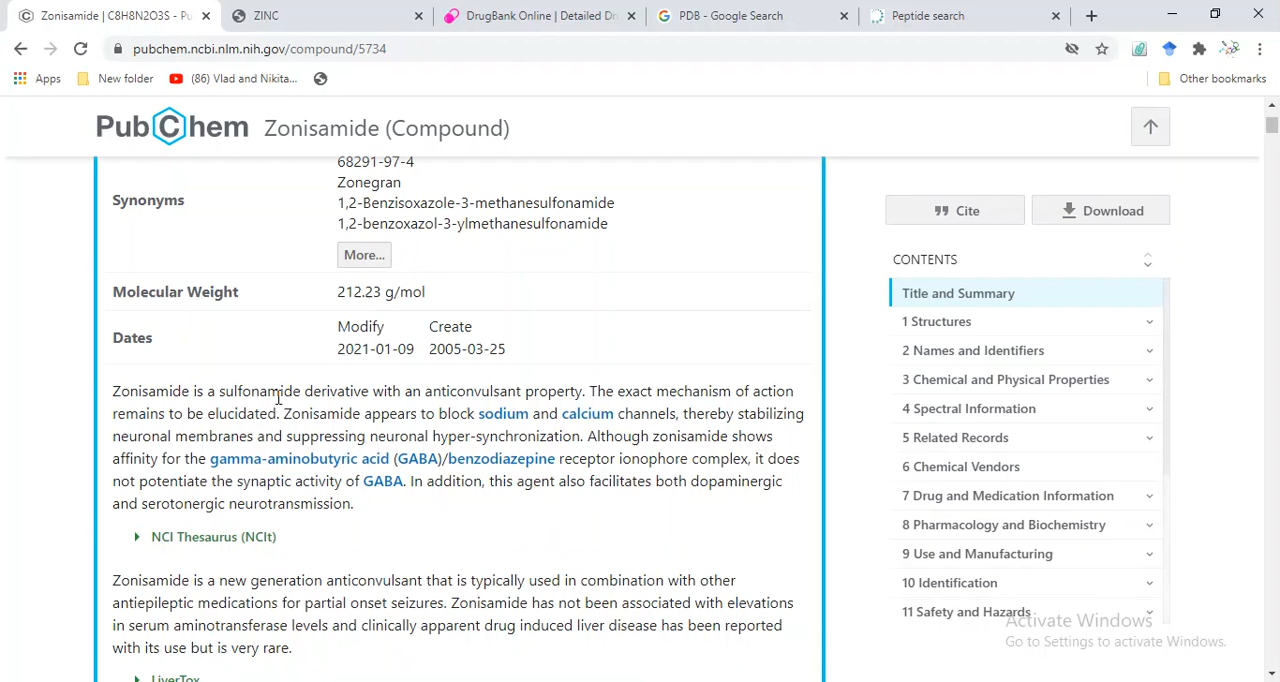 Zonisamide | C8H8N2O3S - Pu
ZINC
DrugBank Online | Detailed Dr
PDB - Google Search
Peptide search
pubchem.ncbi.nlm.nih.gov/compound/5734
Apps
New folder
(86) Vlad and Nikita...
Other bookmarks
PubChem
Zonisamide (Compound)
68291-97-4
Zonegran
Synonyms
1,2-Benzisoxazole-3-methanesulfonamide
1,2-benzoxazol-3-ylmethanesulfonamide
More...
Molecular Weight
212.23 g/mol
Dates
Modify
Create
2021-01-09
2005-03-25
Zonisamide is a sulfonamide derivative with an anticonvulsant property. The exact mechanism of action
remains to be elucidated. Zonisamide appears to block sodium and calcium channels, thereby stabilizing
neuronal membranes and suppressing neuronal hyper-synchronization. Although zonisamide shows
affinity for the gamma-aminobutyric acid (GABA)/benzodiazepine receptor ionophore complex, it does
not potentiate the synaptic activity of GABA. In addition, this agent also facilitates both dopaminergic
and serotonergic neurotransmission.
NCI Thesaurus (NCIt)
Zonisamide is a new generation anticonvulsant that is typically used in combination with other
antiepileptic medications for partial onset seizures. Zonisamide has not been associated with elevations
in serum aminotransferase levels and clinically apparent drug induced liver disease has been reported
with its use but is very rare.
LiverTox
Cite
Download
CONTENTS
Title and Summary
1 Structures
2 Names and Identifiers
3 Chemical and Physical Properties
4 Spectral Information
5 Related Records
6 Chemical Vendors
7 Drug and Medication Information
8 Pharmacology and Biochemistry
9 Use and Manufacturing
10 Identification
11 Safety and Hazards
Activate Windows
Go to Settings to activate Windows.